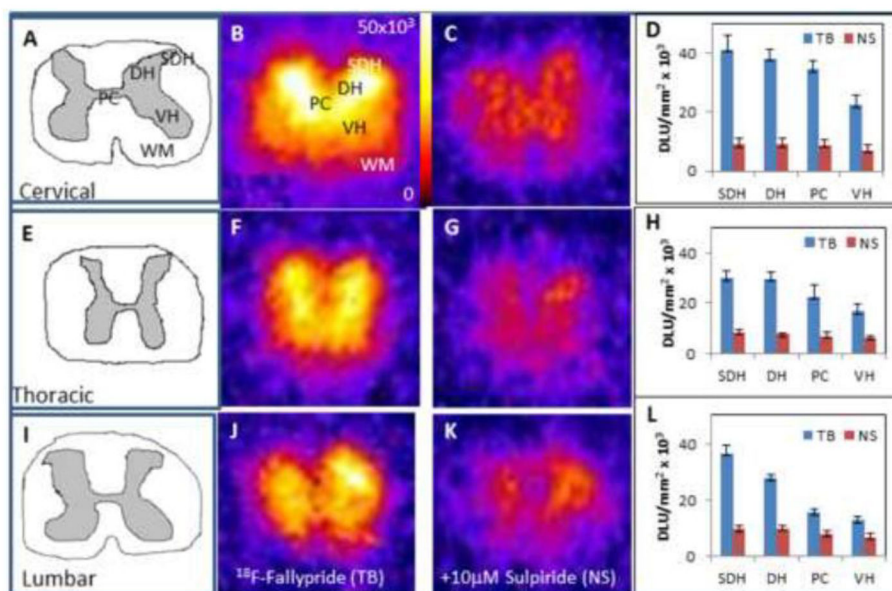 A
SDH
DH
PC
VH
WM
Cervical
B
50x10³
SDH
DH
PC
VH
WM
0
C
D
TB NS
DLU/mm² x 10³
40
20
0
SDH DH PC VH
E
Thoracic
F
G
H
TB NS
DLU/mm² x 10³
40
20
0
SDH DH PC VH
I
Lumbar
J
¹⁸F-Fallypride (TB)
K
+10µM Sulpiride (NS)
L
TB NS
DLU/mm² x 10³
40
20
0
SDH DH PC VH